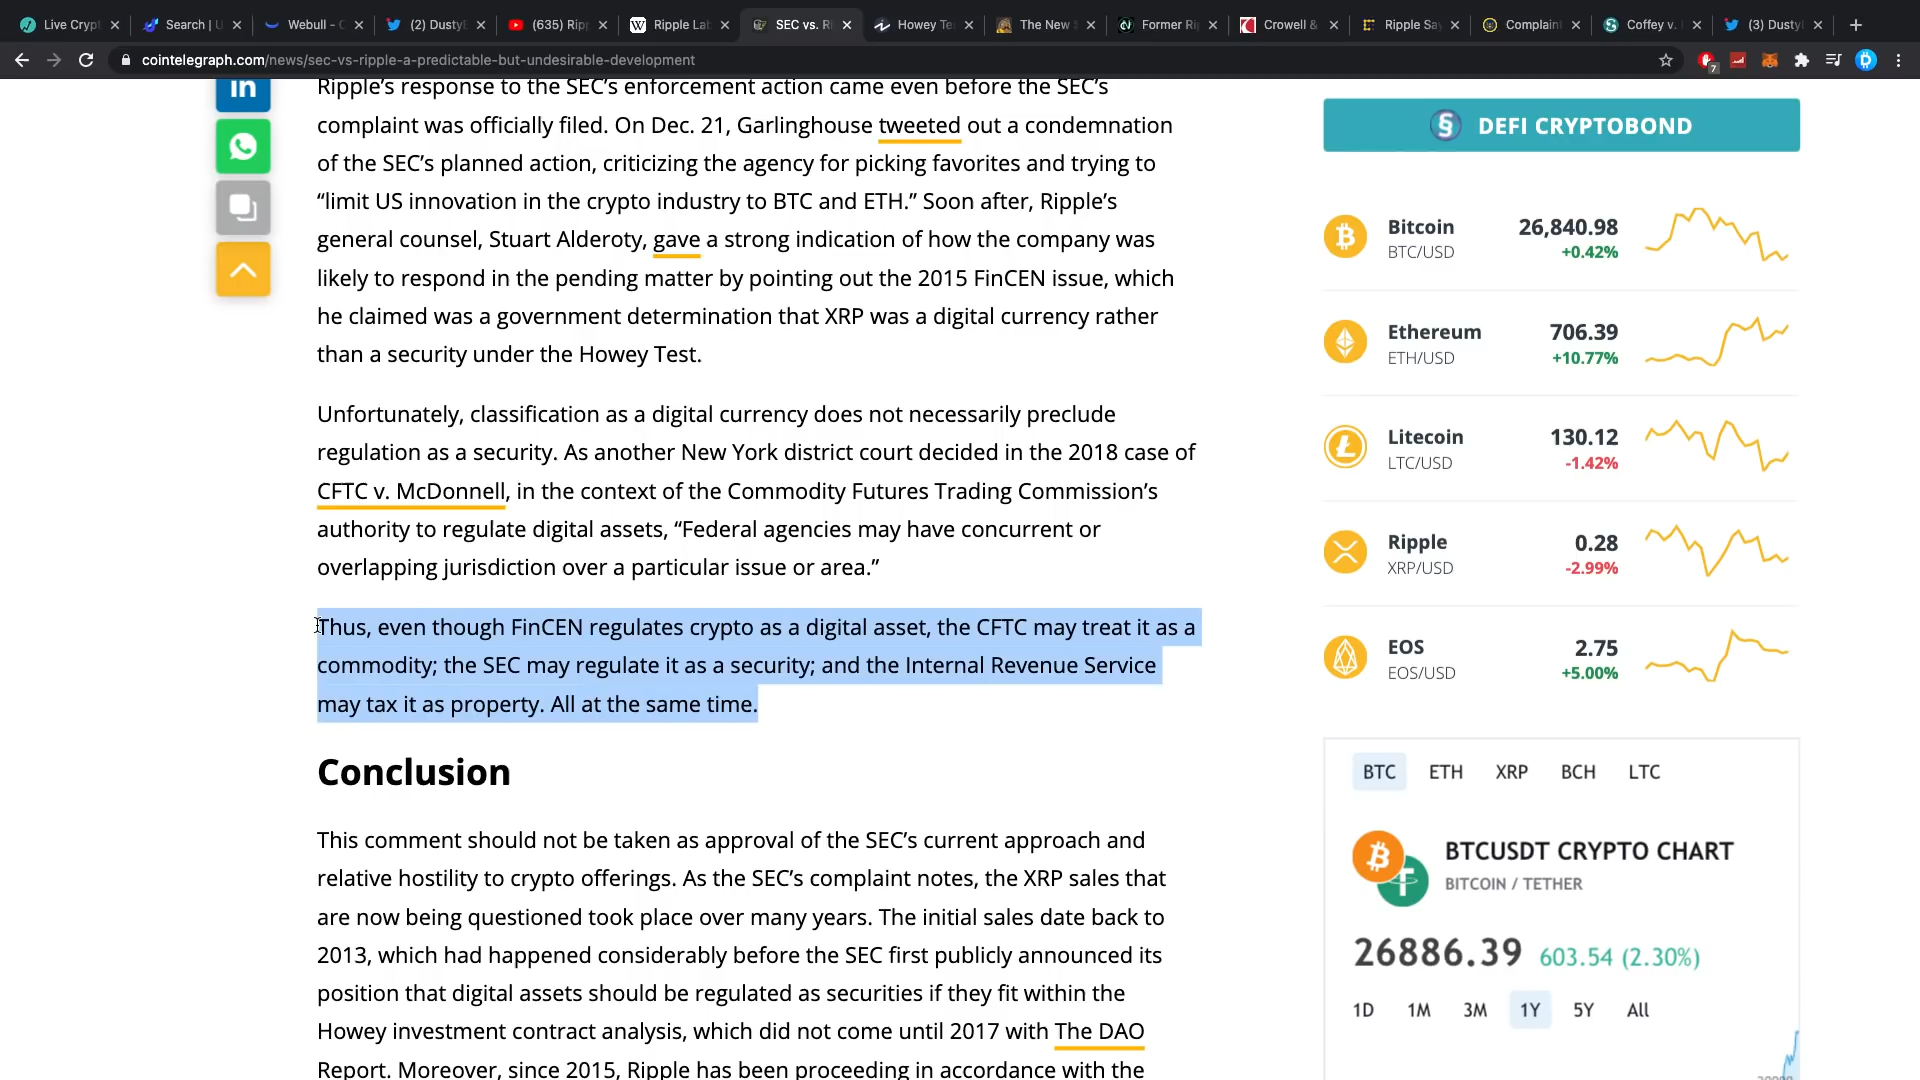 Live Crypt
Search | U
Webull - C
(2) DustyB
(635) Ripp
Ripple Lab
SEC vs. Ri
Howey Te
The New S
Former Rip
Crowell &
Ripple Say
Complaint
Coffey v. R
(3) DustyB
cointelegraph.com/news/sec-vs-ripple-a-predictable-but-undesirable-development
7
in
Ripple's response to the SEC's enforcement action came even before the SEC's
complaint was officially filed. On Dec. 21, Garlinghouse tweeted out a condemnation
of the SEC's planned action, criticizing the agency for picking favorites and trying to
“limit US innovation in the crypto industry to BTC and ETH.” Soon after, Ripple's
general counsel, Stuart Alderoty, gave a strong indication of how the company was
likely to respond in the pending matter by pointing out the 2015 FinCEN issue, which
he claimed was a government determination that XRP was a digital currency rather
than a security under the Howey Test.
Unfortunately, classification as a digital currency does not necessarily preclude
regulation as a security. As another New York district court decided in the 2018 case of
CFTC v. McDonnell, in the context of the Commodity Futures Trading Commission's
authority to regulate digital assets, “Federal agencies may have concurrent or
overlapping jurisdiction over a particular issue or area.”
Thus, even though FinCEN regulates crypto as a digital asset, the CFTC may treat it as a
commodity; the SEC may regulate it as a security; and the Internal Revenue Service
may tax it as property. All at the same time.
Conclusion
This comment should not be taken as approval of the SEC's current approach and
relative hostility to crypto offerings. As the SEC's complaint notes, the XRP sales that
are now being questioned took place over many years. The initial sales date back to
2013, which had happened considerably before the SEC first publicly announced its
position that digital assets should be regulated as securities if they fit within the
Howey investment contract analysis, which did not come until 2017 with The DAO
Report. Moreover, since 2015, Ripple has been proceeding in accordance with the
DEFI CRYPTOBOND
Bitcoin 26,840.98
BTC/USD +0.42%
Ethereum 706.39
ETH/USD +10.77%
Litecoin 130.12
LTC/USD -1.42%
Ripple 0.28
XRP/USD -2.99%
EOS 2.75
EOS/USD +5.00%
BTC ETH XRP BCH LTC
BTCUSDT CRYPTO CHART
BITCOIN / TETHER
26886.39 603.54 (2.30%)
1D 1M 3M 1Y 5Y All